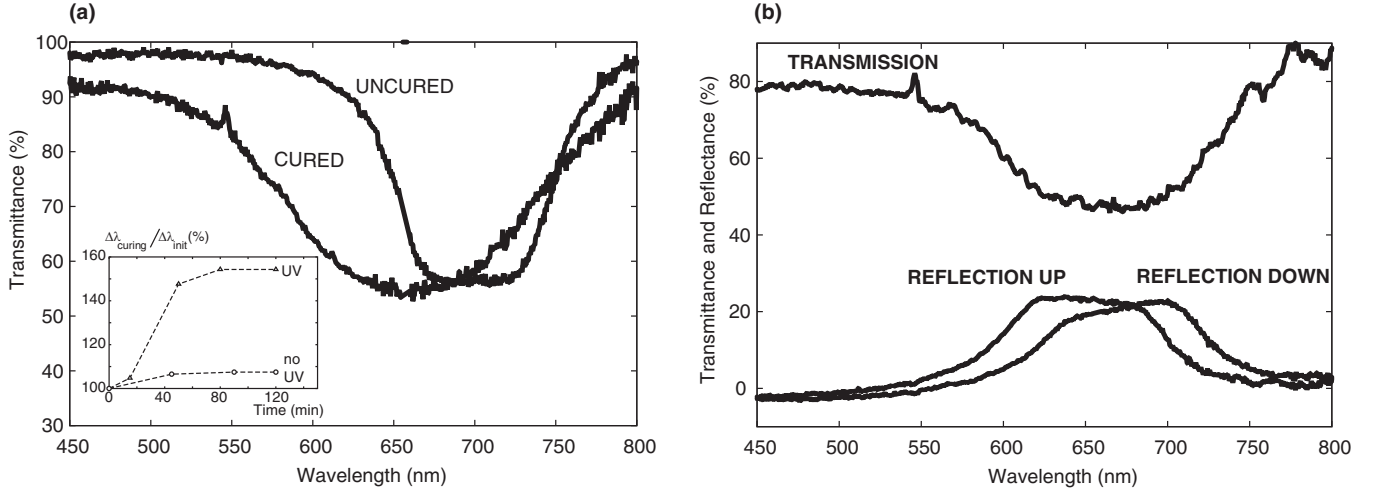 (a)
100
90
80
70
60
50
40
30
Transmittance (%)
UNCURED
CURED
Δλcuring /Δλinit(%)
160
140
120
100
UV
no
UV
0 40 80 120
Time (min)
450 500 550 600 650 700 750 800
Wavelength (nm)
(b)
80
60
40
20
0
Transmittance and Reflectance (%)
TRANSMISSION
REFLECTION UP
REFLECTION DOWN
450 500 550 600 650 700 750 800
Wavelength (nm)